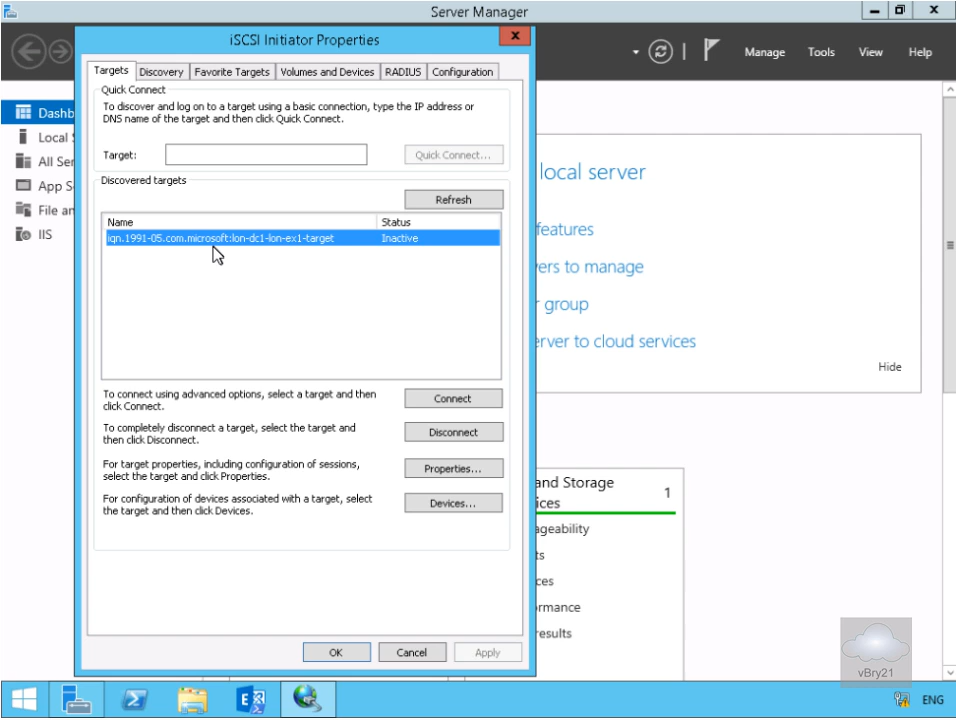 Server Manager
iSCSI Initiator Properties
x
Manage Tools View Help
Targets Discovery Favorite Targets Volumes and Devices RADIUS Configuration
Quick Connect
To discover and log on to a target using a basic connection, type the IP address or
DNS name of the target and then click Quick Connect.
Target:
Quick Connect...
Discovered targets
Refresh
Name Status
iqn.1991-05.com.microsoft:lon-dc1-lon-ex1-target Inactive
To connect using advanced options, select a target and then
click Connect.
Connect
To completely disconnect a target, select the target and
then click Disconnect.
Disconnect
For target properties, including configuration of sessions,
select the target and click Properties.
Properties...
For configuration of devices associated with a target, select
the target and then click Devices.
Devices...
OK Cancel Apply
Dashb
Local S
All Ser
App S
File an
IIS
local server
features
vers to manage
group
erver to cloud services
Hide
and Storage
ices
1
ageability
ts
ces
ormance
results
vBry21
E
ENG